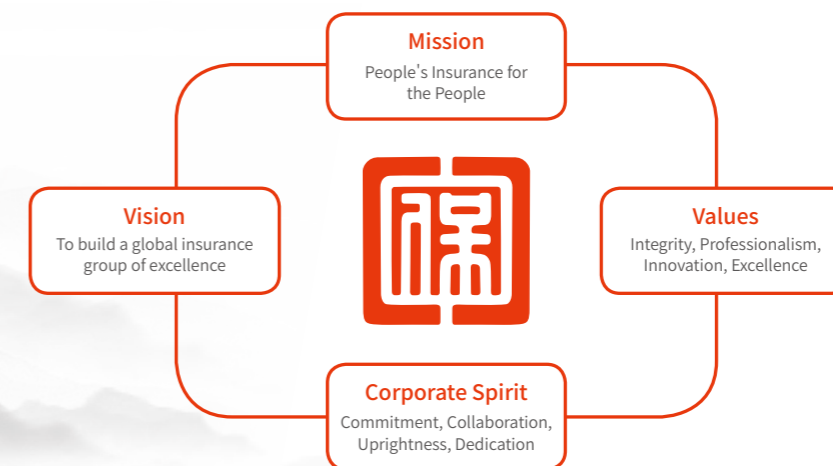 Mission
People's Insurance for
the People
Vision
To build a global insurance
group of excellence
保
Values
Integrity, Professionalism,
Innovation, Excellence
Corporate Spirit
Commitment, Collaboration,
Uprightness, Dedication